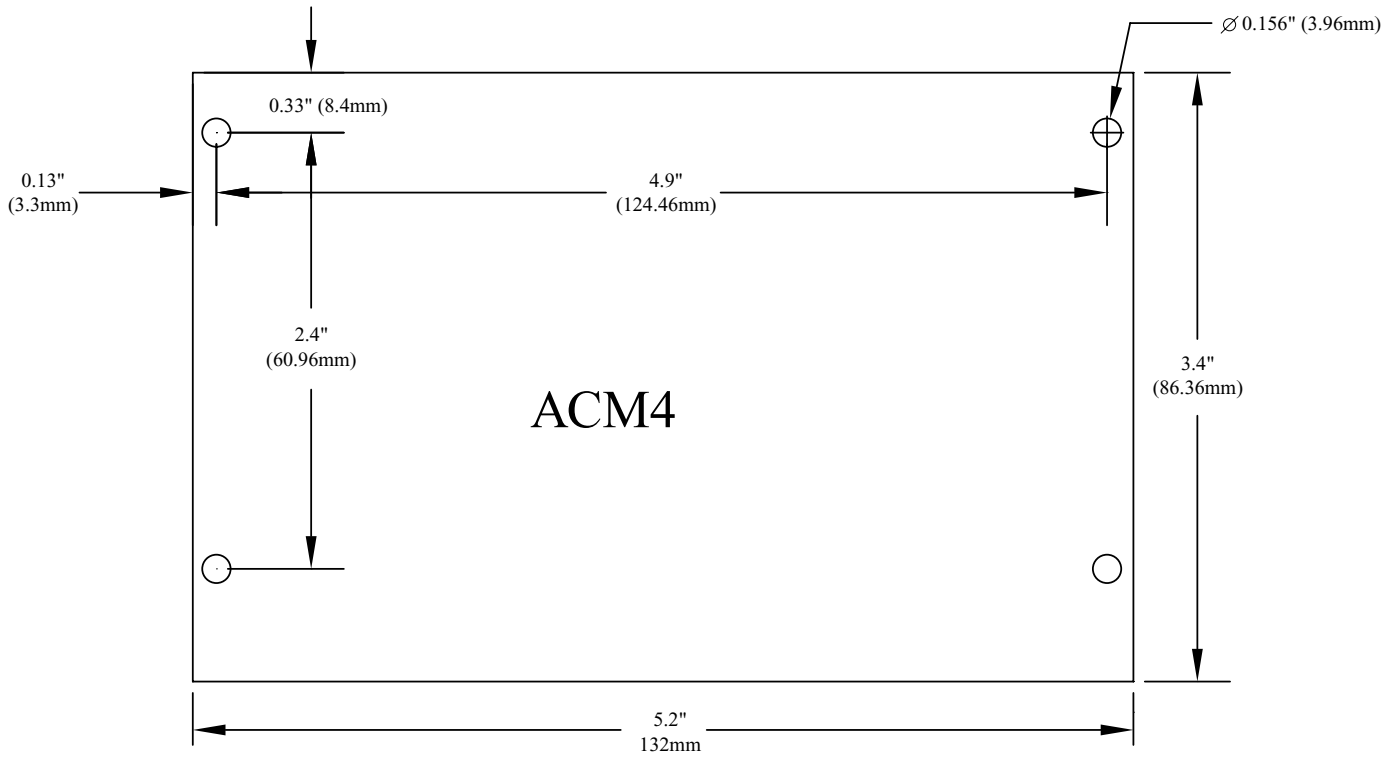 ⌀ 0.156" (3.96mm)
0.33" (8.4mm)
0.13"
(3.3mm)
4.9"
(124.46mm)
2.4"
(60.96mm)
3.4"
(86.36mm)
ACM4
5.2"
132mm